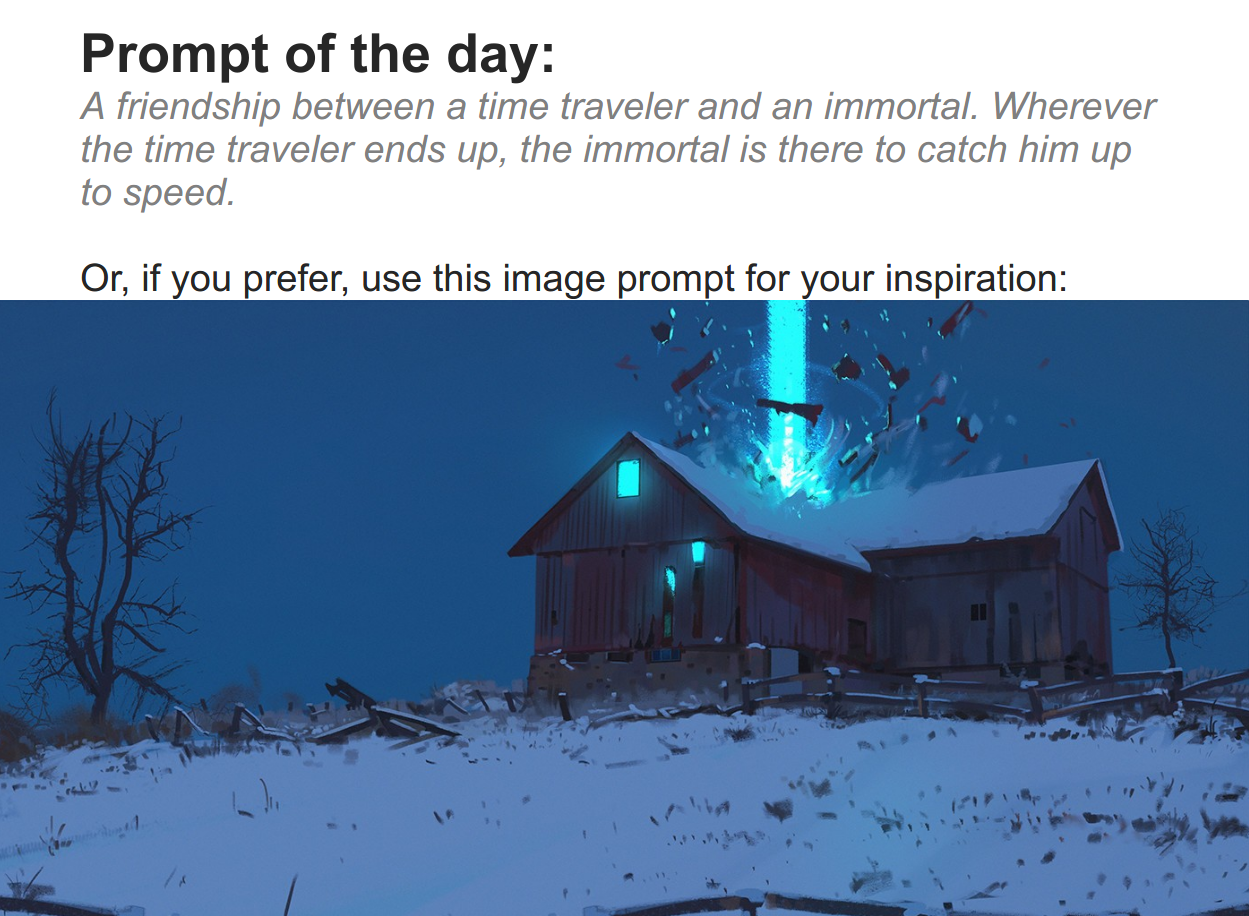 Prompt of the day:
A friendship between a time traveler and an immortal. Wherever
the time traveler ends up, the immortal is there to catch him up
to speed.
Or, if you prefer, use this image prompt for your inspiration: